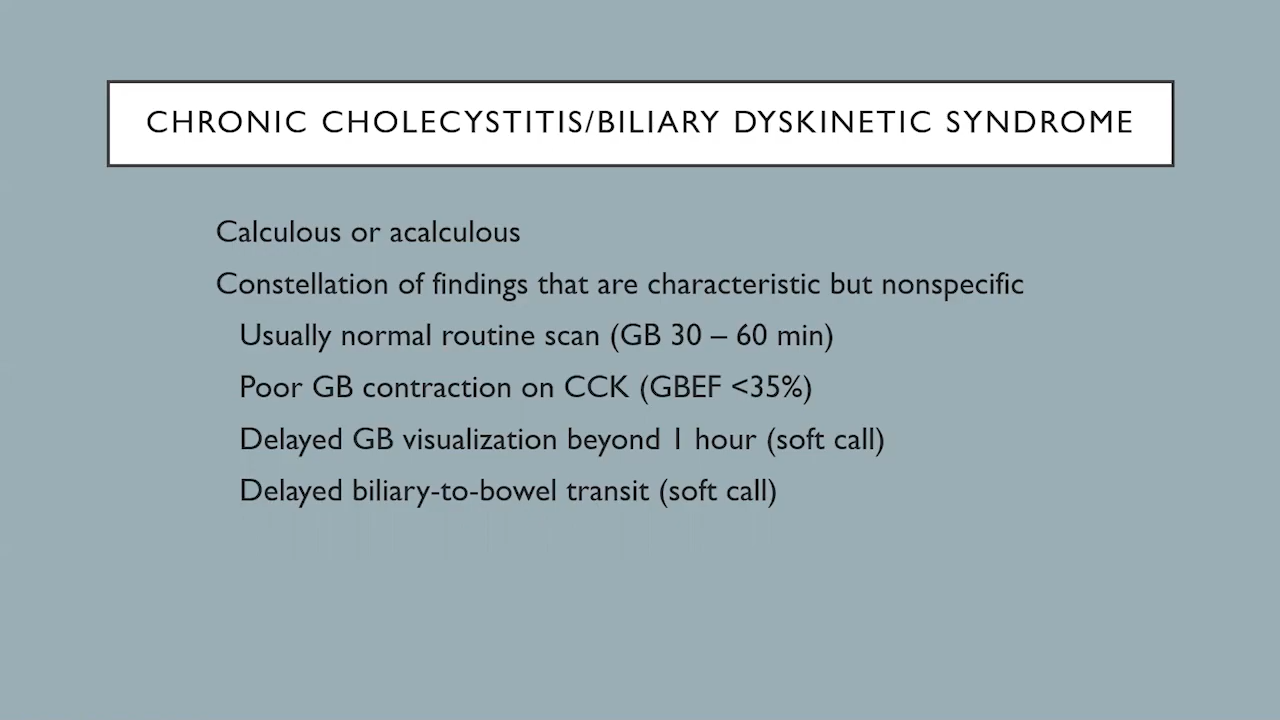 CHRONIC CHOLECYSTITIS/BILIARY DYSKINETIC SYNDROME
Calculous or acalculous
Constellation of findings that are characteristic but nonspecific
Usually normal routine scan (GB 30 – 60 min)
Poor GB contraction on CCK (GBEF <35%)
Delayed GB visualization beyond 1 hour (soft call)
Delayed biliary-to-bowel transit (soft call)